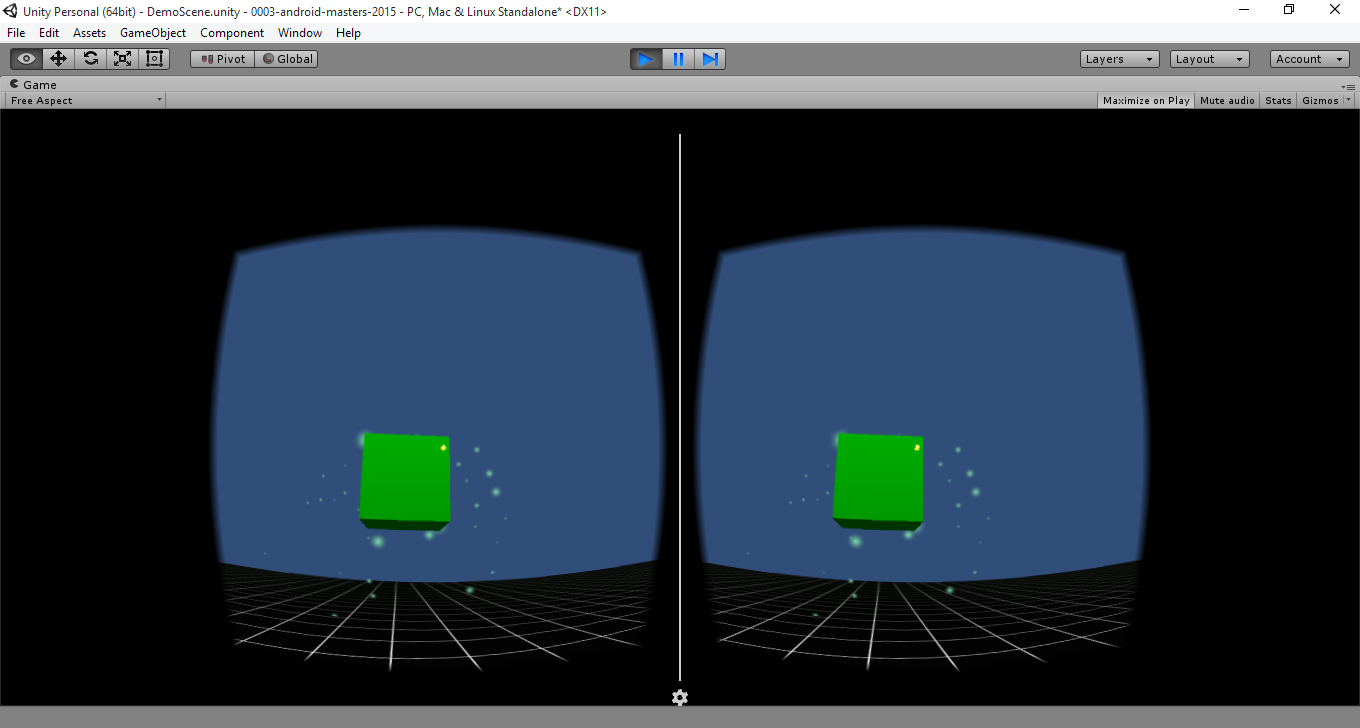 Unity Personal (64bit) - DemoScene.unity - 0003-android-masters-2015 - PC, Mac & Linux Standalone* <DX11>
File Edit Assets GameObject Component Window Help
Pivot Global Layers Layout Account
Game
Free Aspect Maximize on Play Mute audio Stats Gizmos